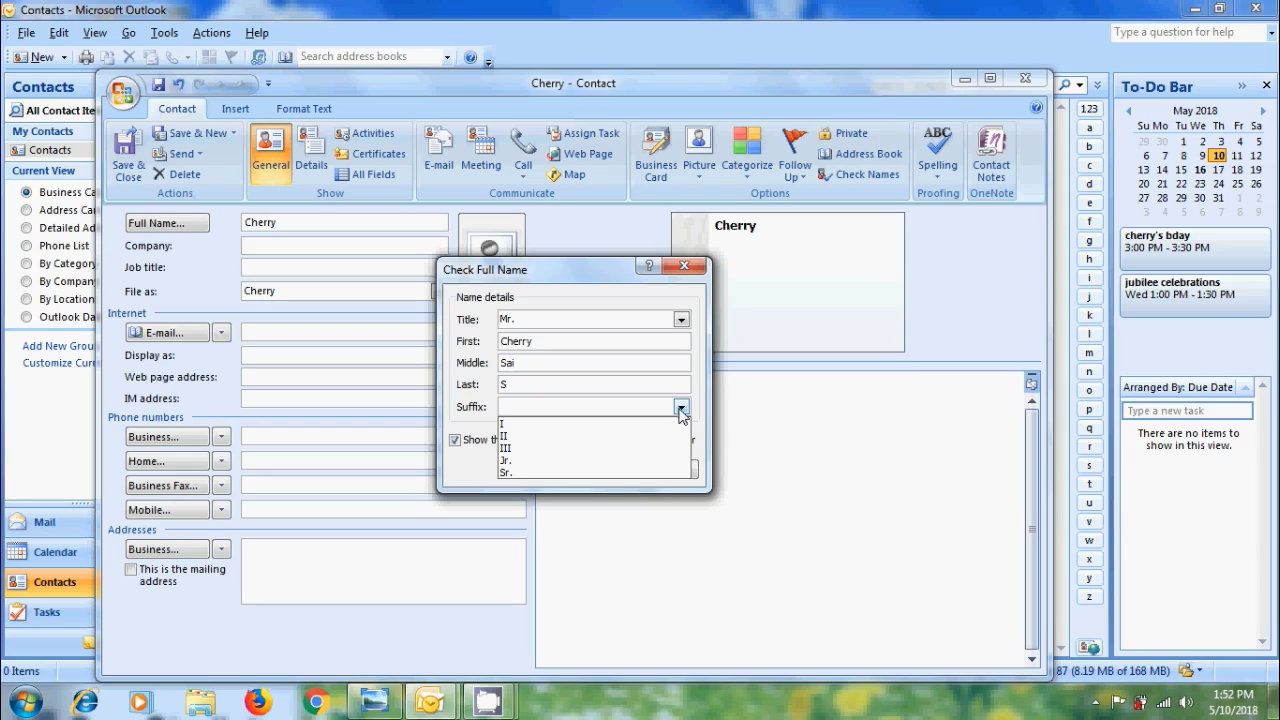 Contacts - Microsoft Outlook
File Edit View Go Tools Actions Help
Type a question for help
New
Search address books
Contacts
All Contact Ite
My Contacts
Contacts
Current View
Business Ca
Address Car
Detailed Ad
Phone List
By Category
By Company
By Location
Outlook Da
Add New Grou
Customize Curr
Mail
Calendar
Contacts
Tasks
0 Items
Cherry - Contact
Contact Insert Format Text
Save & Close
Save & New
Send
Delete
Actions
General
Details
Activities
Certificates
All Fields
Show
E-mail
Meeting
Call
Assign Task
Web Page
Map
Communicate
Business Card
Picture
Categorize
Follow Up
Private
Address Book
Check Names
Options
ABC
Spelling
Proofing
Contact Notes
OneNote
Full Name... Cherry
Company:
Job title:
File as: Cherry
Internet
E-mail...
Display as:
Web page address:
IM address:
Phone numbers
Business...
Home...
Business Fax...
Mobile...
Addresses
Business...
This is the mailing
address
Cherry
Check Full Name
Name details
Title: Mr.
First: Cherry
Middle: Sai
Last: S
Suffix:
I
II
III
Jr.
Sr.
Show th
r
123
a
b
c
d
e
f
g
h
i
j
k
l
m
n
o
p
q
r
s
t
u
v
w
x
y
z
To-Do Bar
May 2018
Su Mo Tu We Th Fr Sa
29 30 1 2 3 4 5
6 7 8 9 10 11 12
13 14 15 16 17 18 19
20 21 22 23 24 25 26
27 28 29 30 31 1 2
3 4 5 6 7 8 9
cherry's bday
3:00 PM - 3:30 PM
jubilee celebrations
Wed 1:00 PM - 1:30 PM
Arranged By: Due Date
Type a new task
There are no items to
show in this view.
87 (8.19 MB of 168 MB)
1:52 PM
5/10/2018